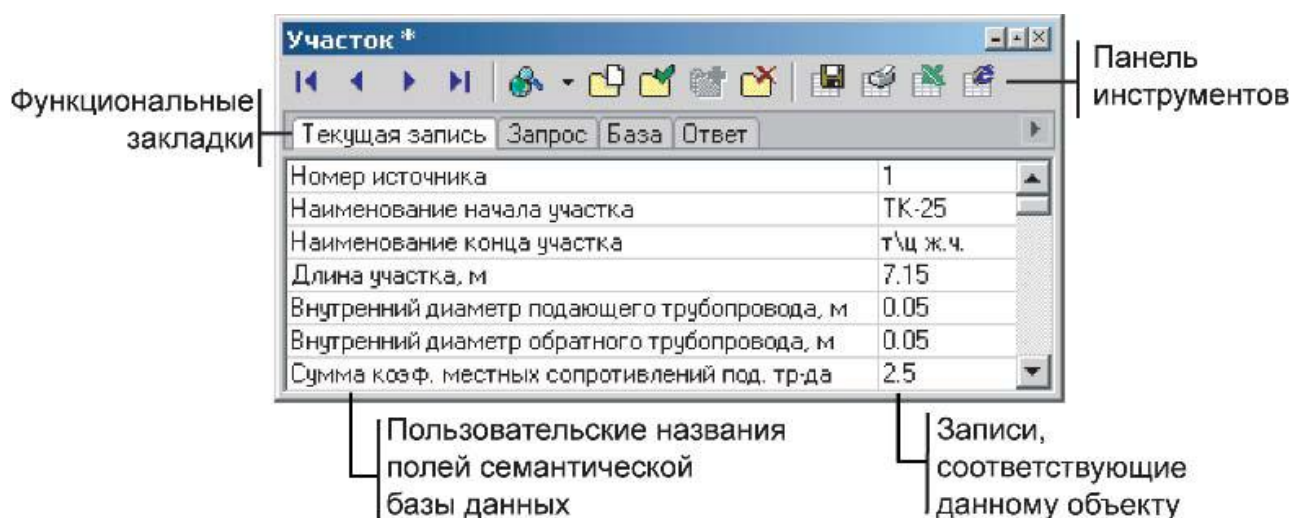 Участок *
Панель
инструментов
Функциональные
закладки
Текущая запись Запрос База Ответ
Номер источника 1
Наименование начала участка ТК-25
Наименование конца участка т\ц ж.ч.
Длина участка, м 7.15
Внутренний диаметр подающего трубопровода, м 0.05
Внутренний диаметр обратного трубопровода, м 0.05
Сумма коэф. местных сопротивлений под. тр-да 2.5
Пользовательские названия
полей семантической
базы данных
Записи,
соответствующие
данному объекту